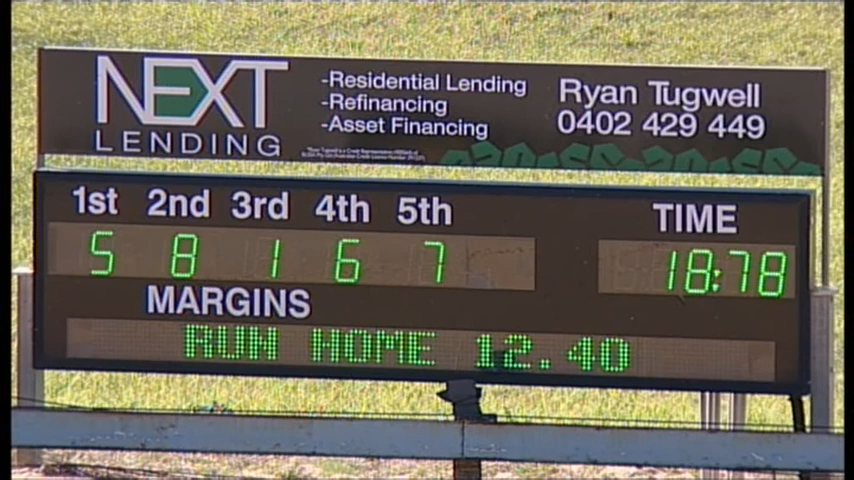 NEXT
LENDING
-Residential Lending
-Refinancing
-Asset Financing
Ryan Tugwell
0402 429 449
1st 2nd 3rd 4th 5th TIME
5 8 1 6 7 18:78
MARGINS
RUN HOME 12.40